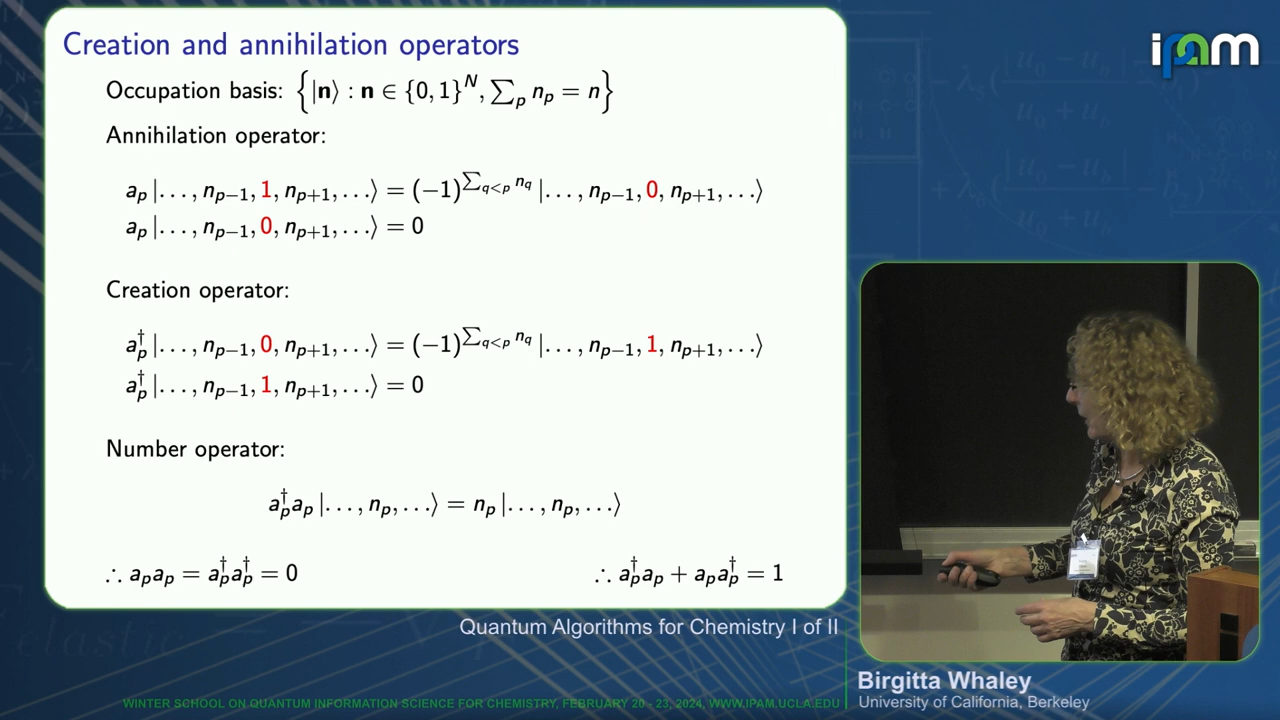 Creation and annihilation operators
Occupation basis: {|n⟩ : n ∈ {0, 1}^N, ∑_p n_p = n}
Annihilation operator:
a_p |…, n_{p−1}, 1, n_{p+1}, …⟩ = (−1)^{∑_{q<p} n_q} |…, n_{p−1}, 0, n_{p+1}, …⟩
a_p |…, n_{p−1}, 0, n_{p+1}, …⟩ = 0
Creation operator:
a_p^† |…, n_{p−1}, 0, n_{p+1}, …⟩ = (−1)^{∑_{q<p} n_q} |…, n_{p−1}, 1, n_{p+1}, …⟩
a_p^† |…, n_{p−1}, 1, n_{p+1}, …⟩ = 0
Number operator:
a_p^† a_p |…, n_p, …⟩ = n_p |…, n_p, …⟩
∴ a_p a_p = a_p^† a_p^† = 0
∴ a_p^† a_p + a_p a_p^† = 1
ipam
Quantum Algorithms for Chemistry I of II
Birgitta Whaley
University of California, Berkeley
WINTER SCHOOL ON QUANTUM INFORMATION SCIENCE FOR CHEMISTRY, FEBRUARY 20 - 23, 2024, WWW.IPAM.UCLA.EDU